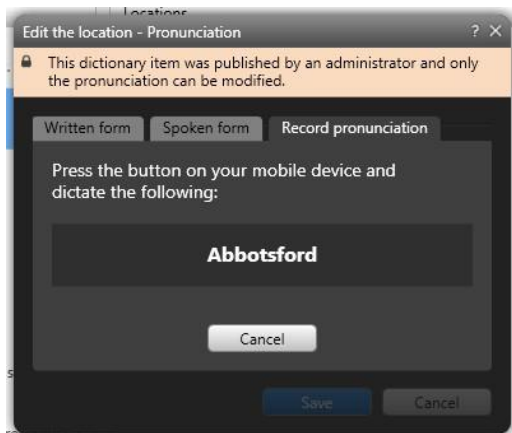 Locations
Edit the location - Pronunciation ? ×
This dictionary item was published by an administrator and only
the pronunciation can be modified.
Written form Spoken form Record pronunciation
Press the button on your mobile device and
dictate the following:
Abbotsford
Cancel
Save Cancel